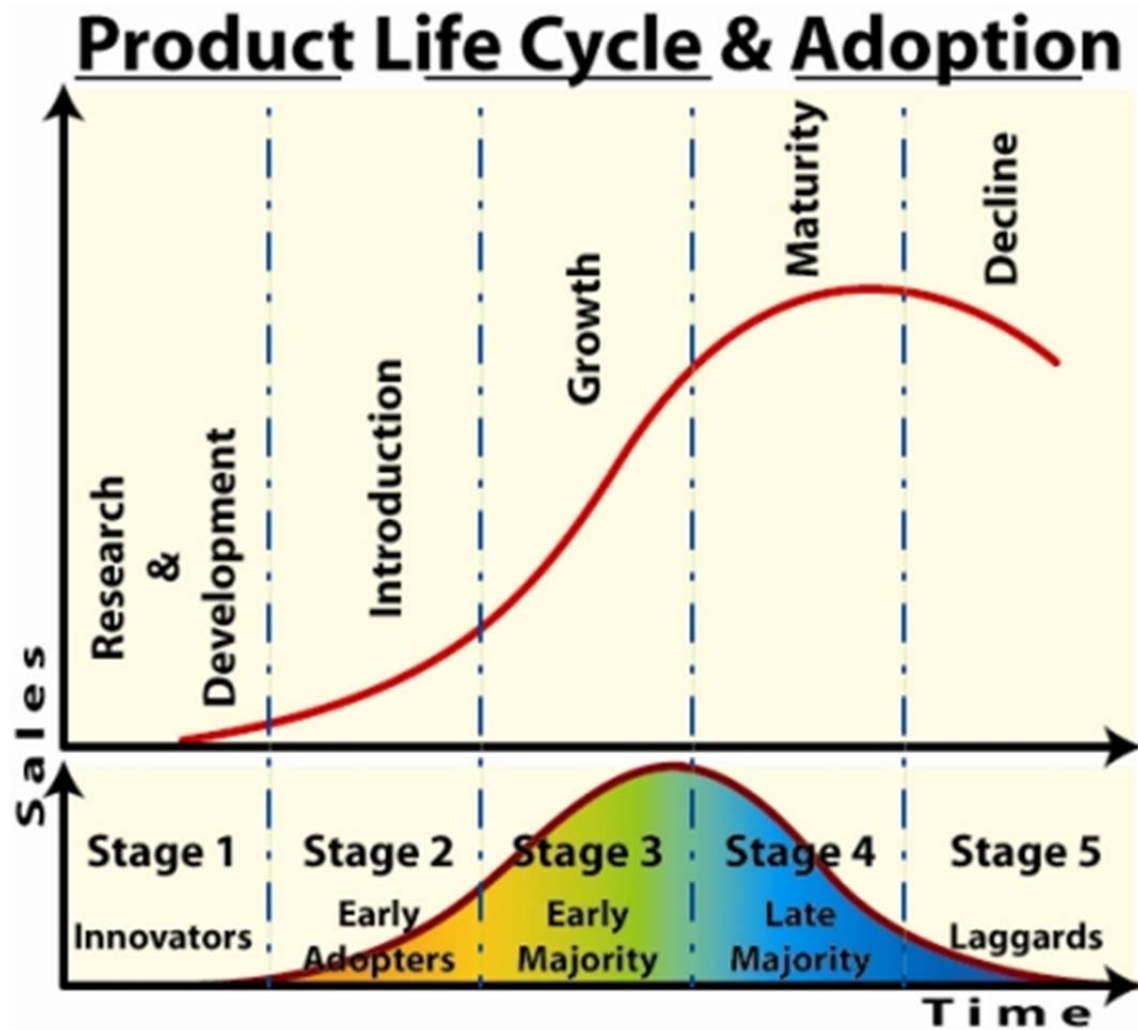 Product Life Cycle & Adoption
Research
&
Development
Introduction
Growth
Maturity
Decline
Sales
Stage 1
Innovators
Stage 2
Early
Adopters
Stage 3
Early
Majority
Stage 4
Late
Majority
Stage 5
Laggards
Time